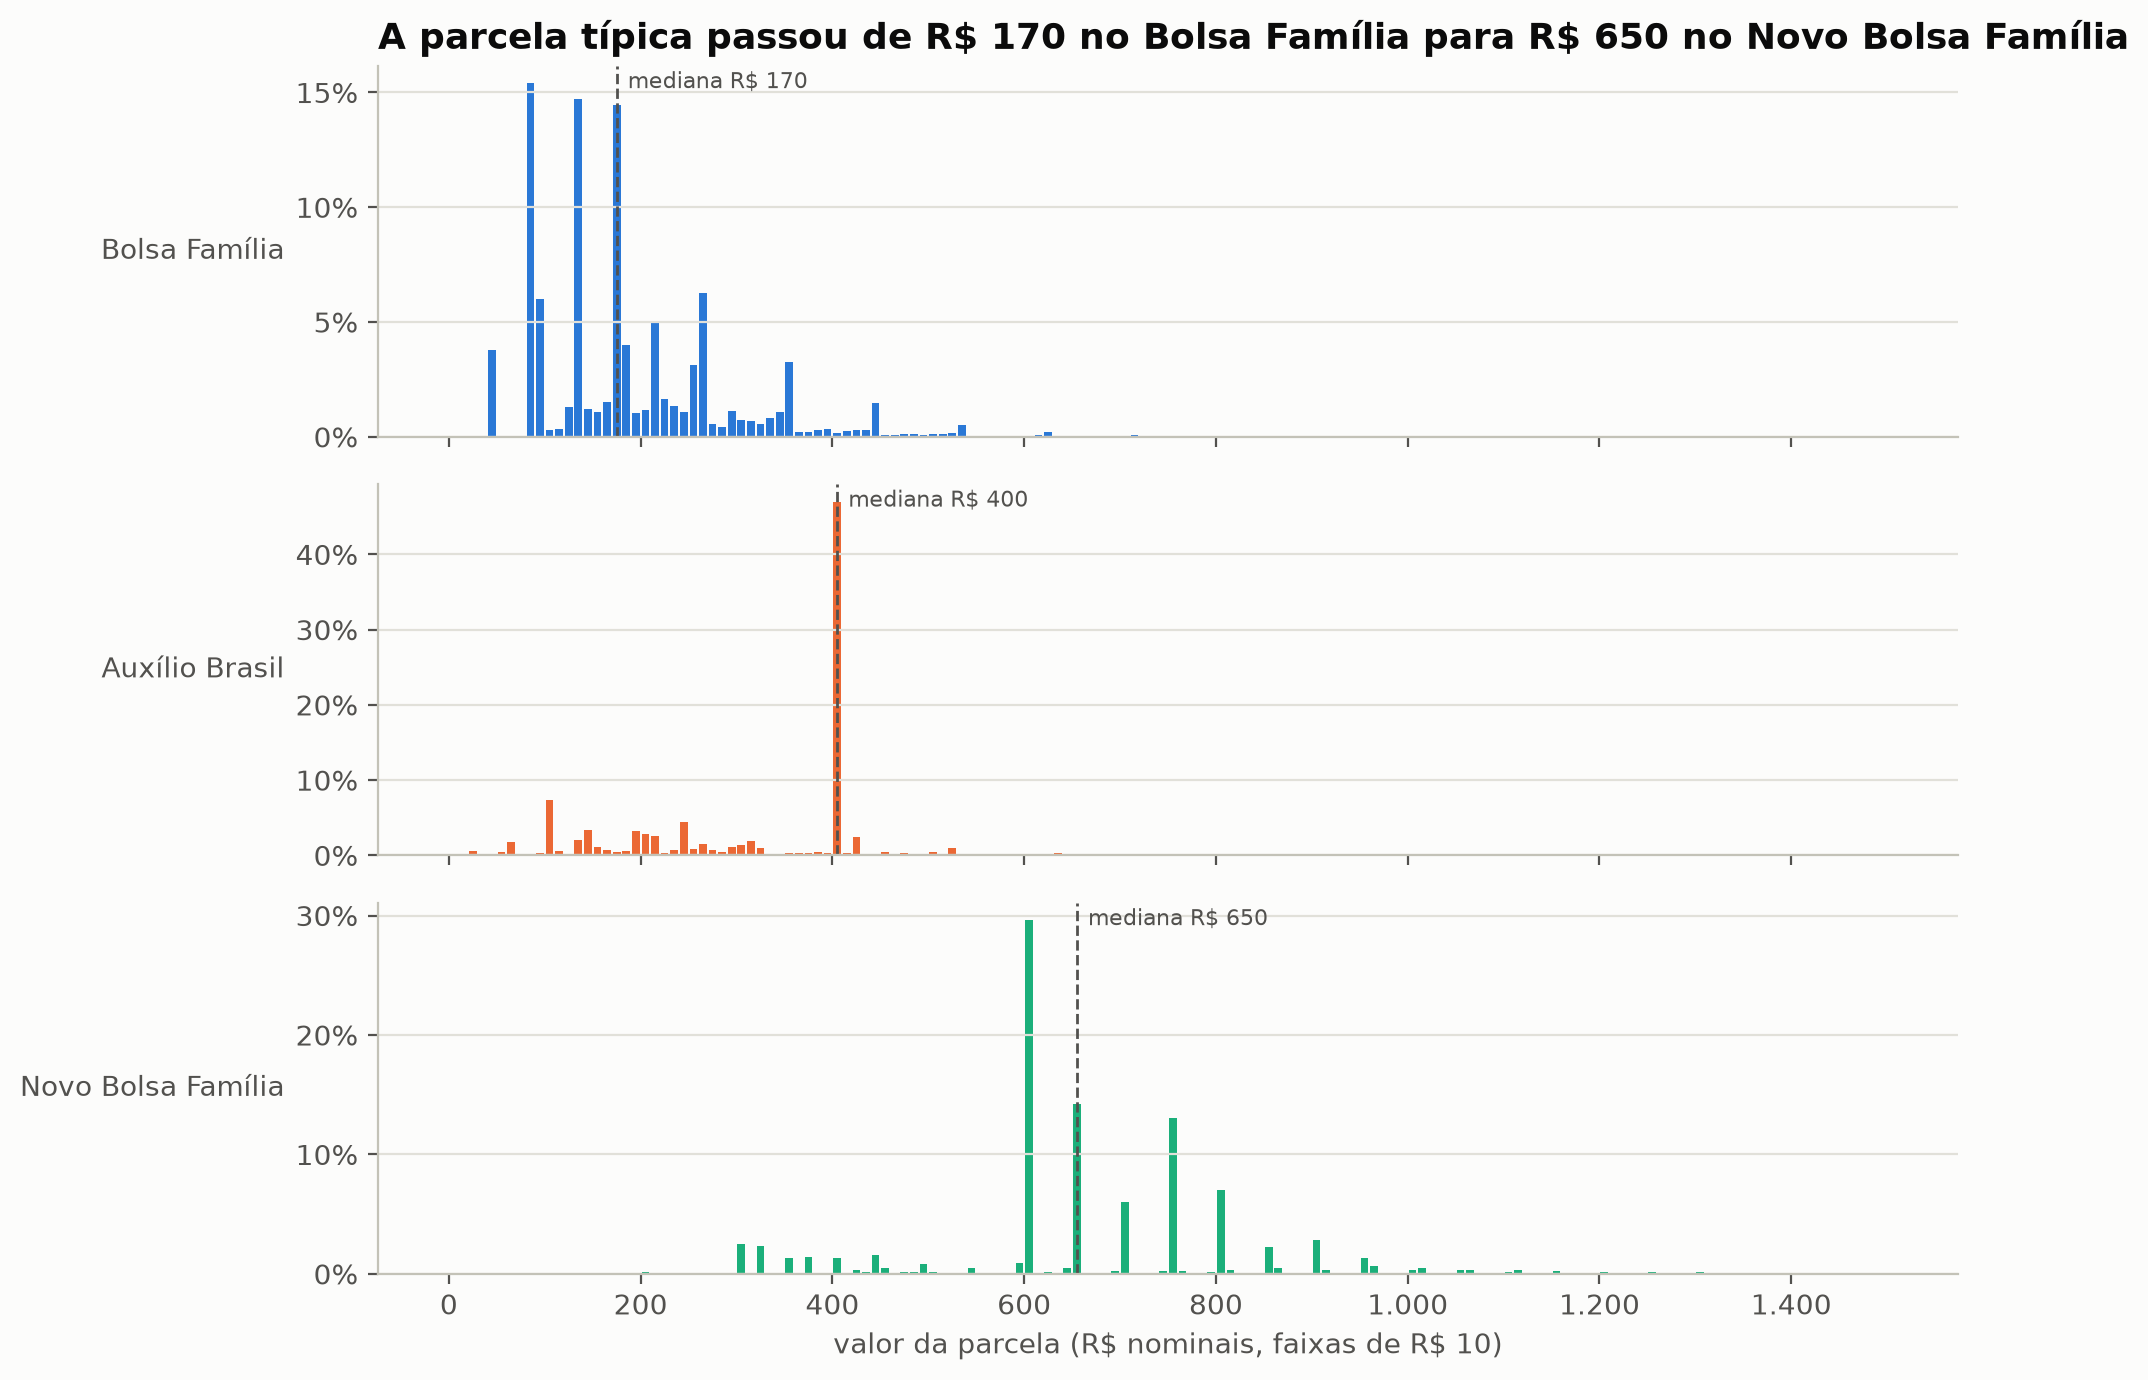 A parcela típica passou de R$ 170 no Bolsa Família para R$ 650 no Novo Bolsa Família
mediana R$ 170
15%
10%
Bolsa Família
5%
0%
mediana R$ 400
40%
30%
Auxílio Brasil
20%
10%
0%
mediana R$ 650
30%
20%
Novo Bolsa Família
10%
0%
0 200 400 600 800 1.000 1.200 1.400
valor da parcela (R$ nominais, faixas de R$ 10)